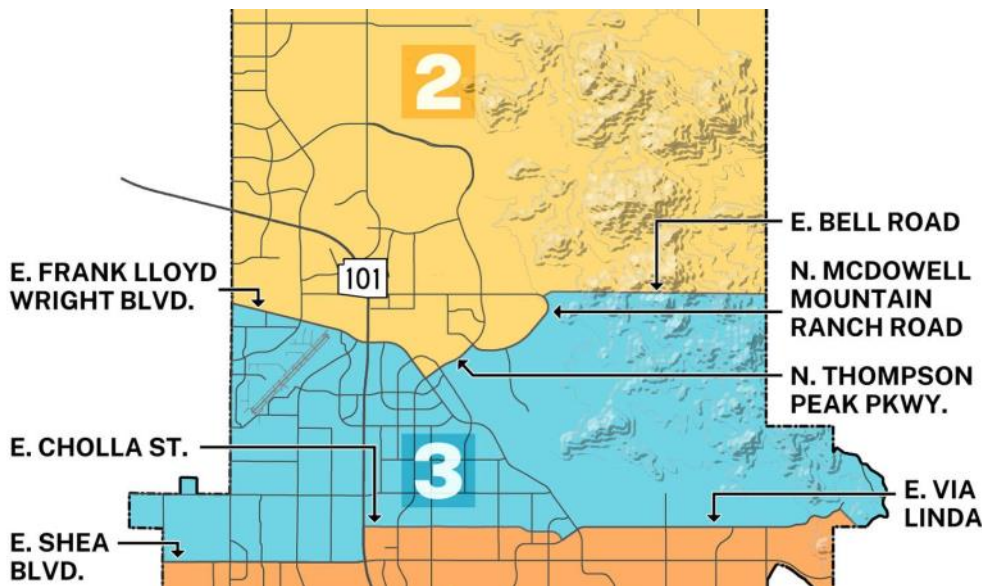 2
E. BELL ROAD
101
E. FRANK LLOYD
WRIGHT BLVD.
N. MCDOWELL
MOUNTAIN
RANCH ROAD
N. THOMPSON
PEAK PKWY.
E. CHOLLA ST.
3
E. VIA
LINDA
E. SHEA
BLVD.